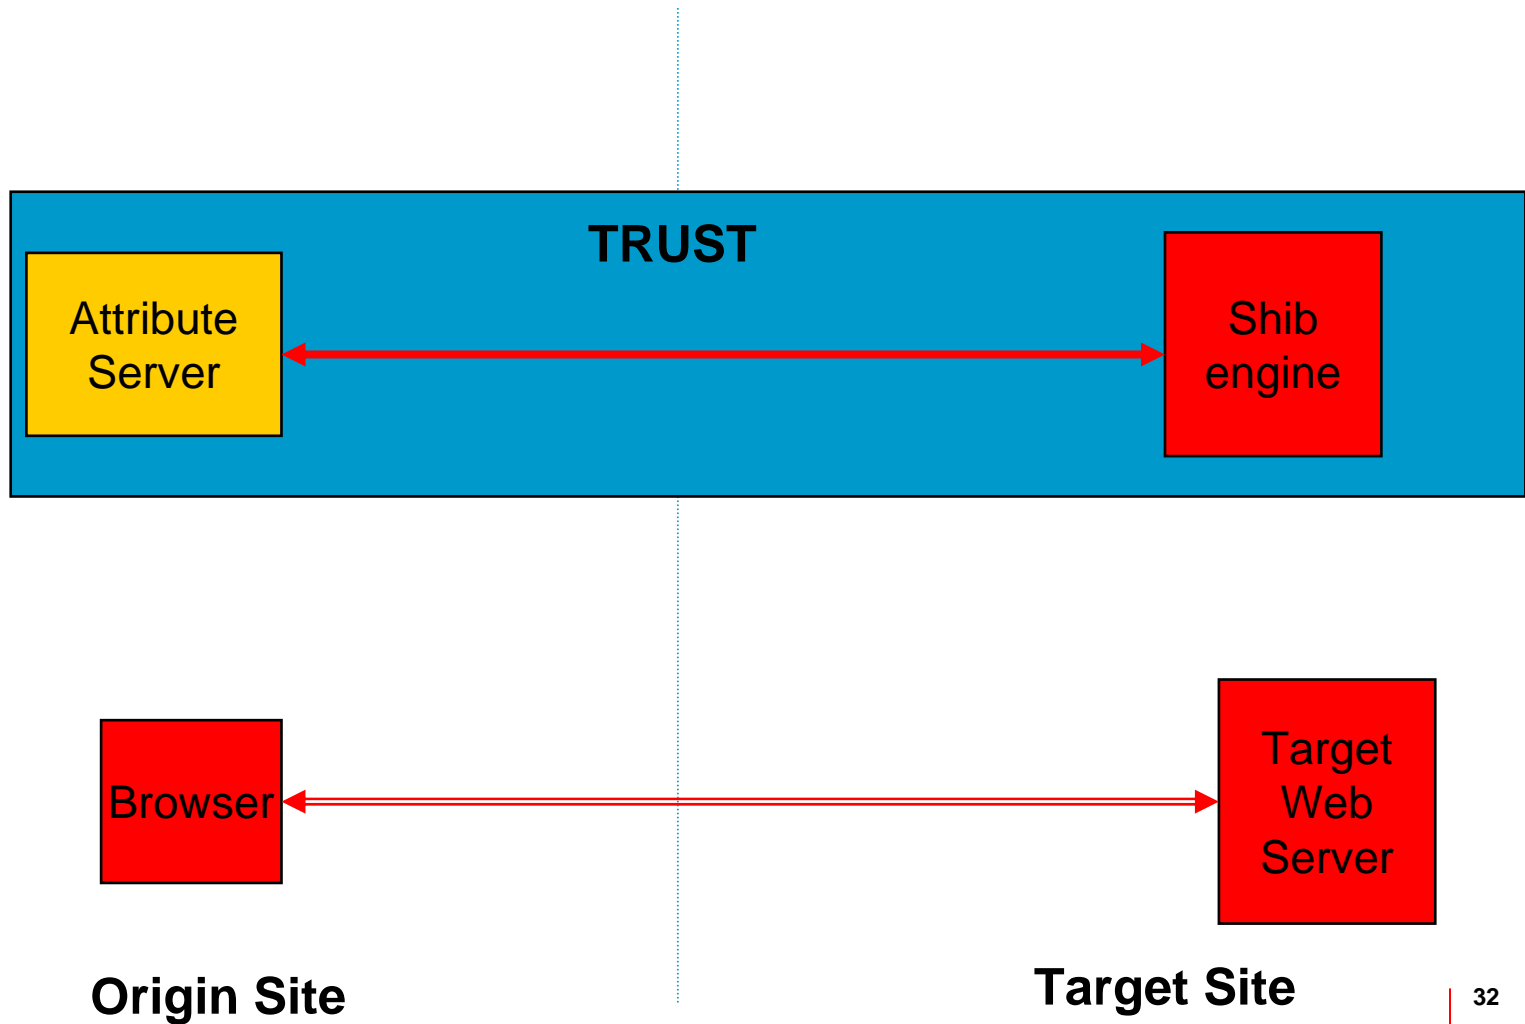 TRUST
Attribute
Server
Shib
engine
Browser
Target
Web
Server
Origin Site
Target Site
32